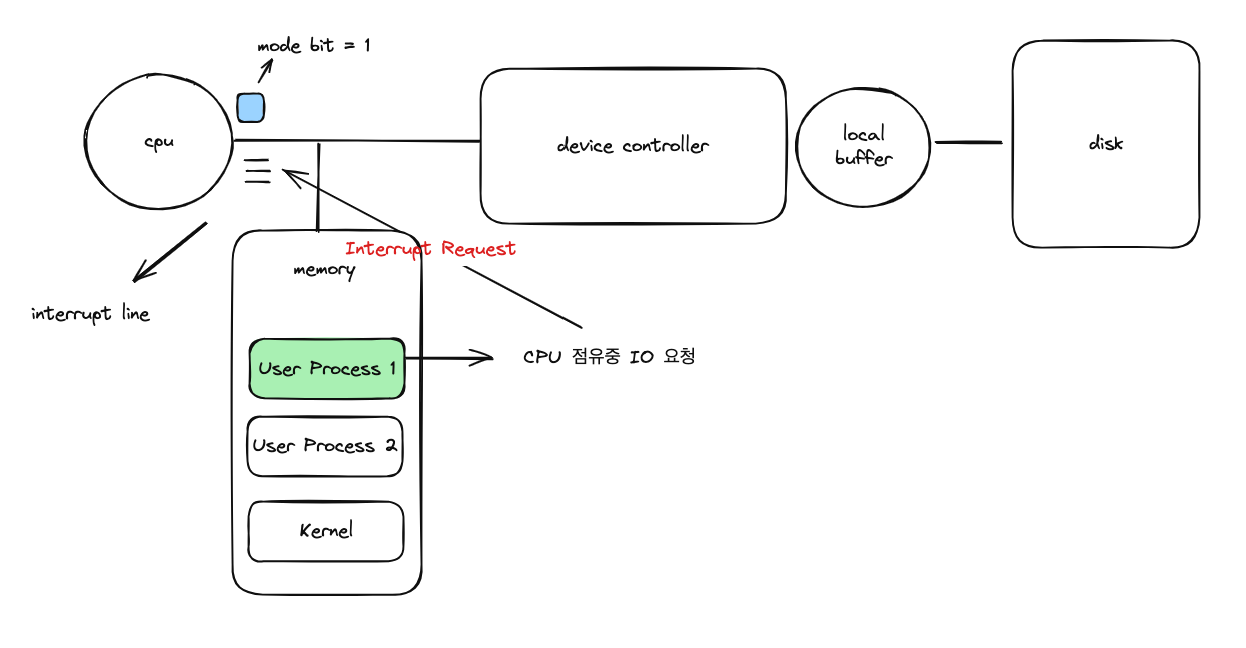 mode bit = 1
cpu
device controller
local
buffer
disk
Interrupt Request
memory
interrupt line
User Process 1
CPU 점유중 IO 요청
User Process 2
Kernel